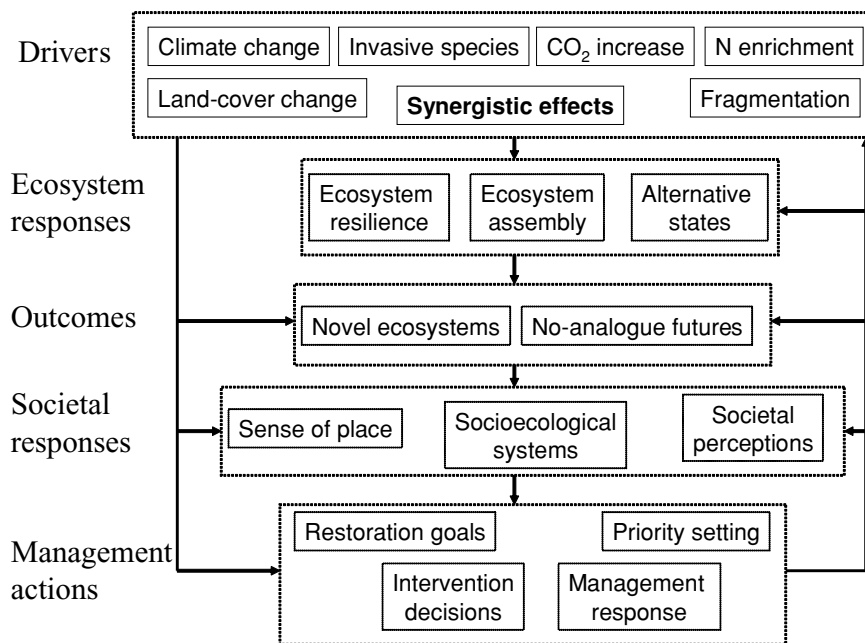 Drivers
Climate change
Invasive species
CO₂ increase
N enrichment
Land-cover change
Synergistic effects
Fragmentation
Ecosystem
responses
Ecosystem
resilience
Ecosystem
assembly
Alternative
states
Outcomes
Novel ecosystems
No-analogue futures
Societal
responses
Sense of place
Socioecological
systems
Societal
perceptions
Management
actions
Restoration goals
Priority setting
Intervention
decisions
Management
response